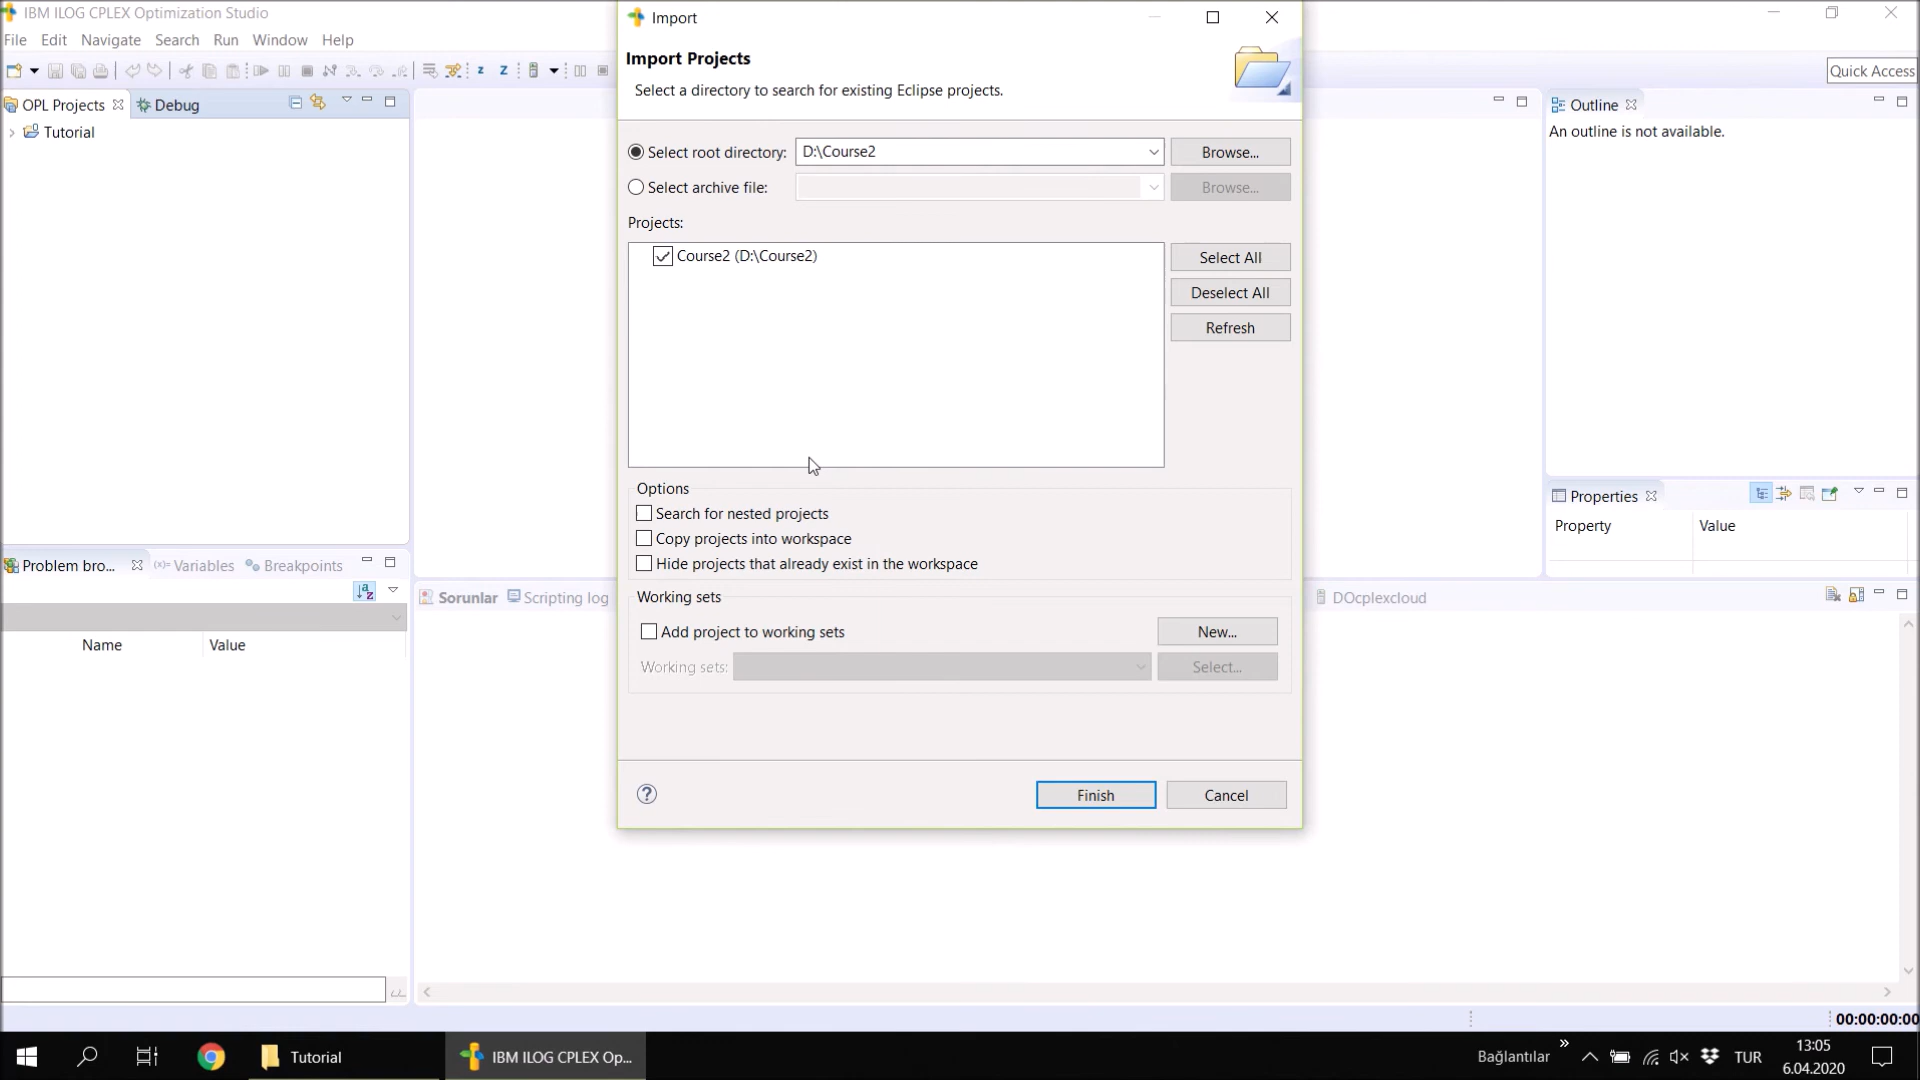 IBM ILOG CPLEX Optimization Studio
File Edit Navigate Search Run Window Help
Quick Access
OPL Projects
Debug
Tutorial
Import
Import Projects
Select a directory to search for existing Eclipse projects.
Select root directory: D:\Course2 Browse...
Select archive file: Browse...
Projects:
Course2 (D:\Course2)
Select All
Deselect All
Refresh
Options
Search for nested projects
Copy projects into workspace
Hide projects that already exist in the workspace
Working sets
Add project to working sets New...
Working sets: Select...
Finish Cancel
Outline
An outline is not available.
Properties
Property Value
Problem bro... Variables Breakpoints
Name Value
Sorunlar Scripting log DOcplexcloud
00:00:00:00
Tutorial
IBM ILOG CPLEX Op...
Bağlantılar
TUR
13:05
6.04.2020